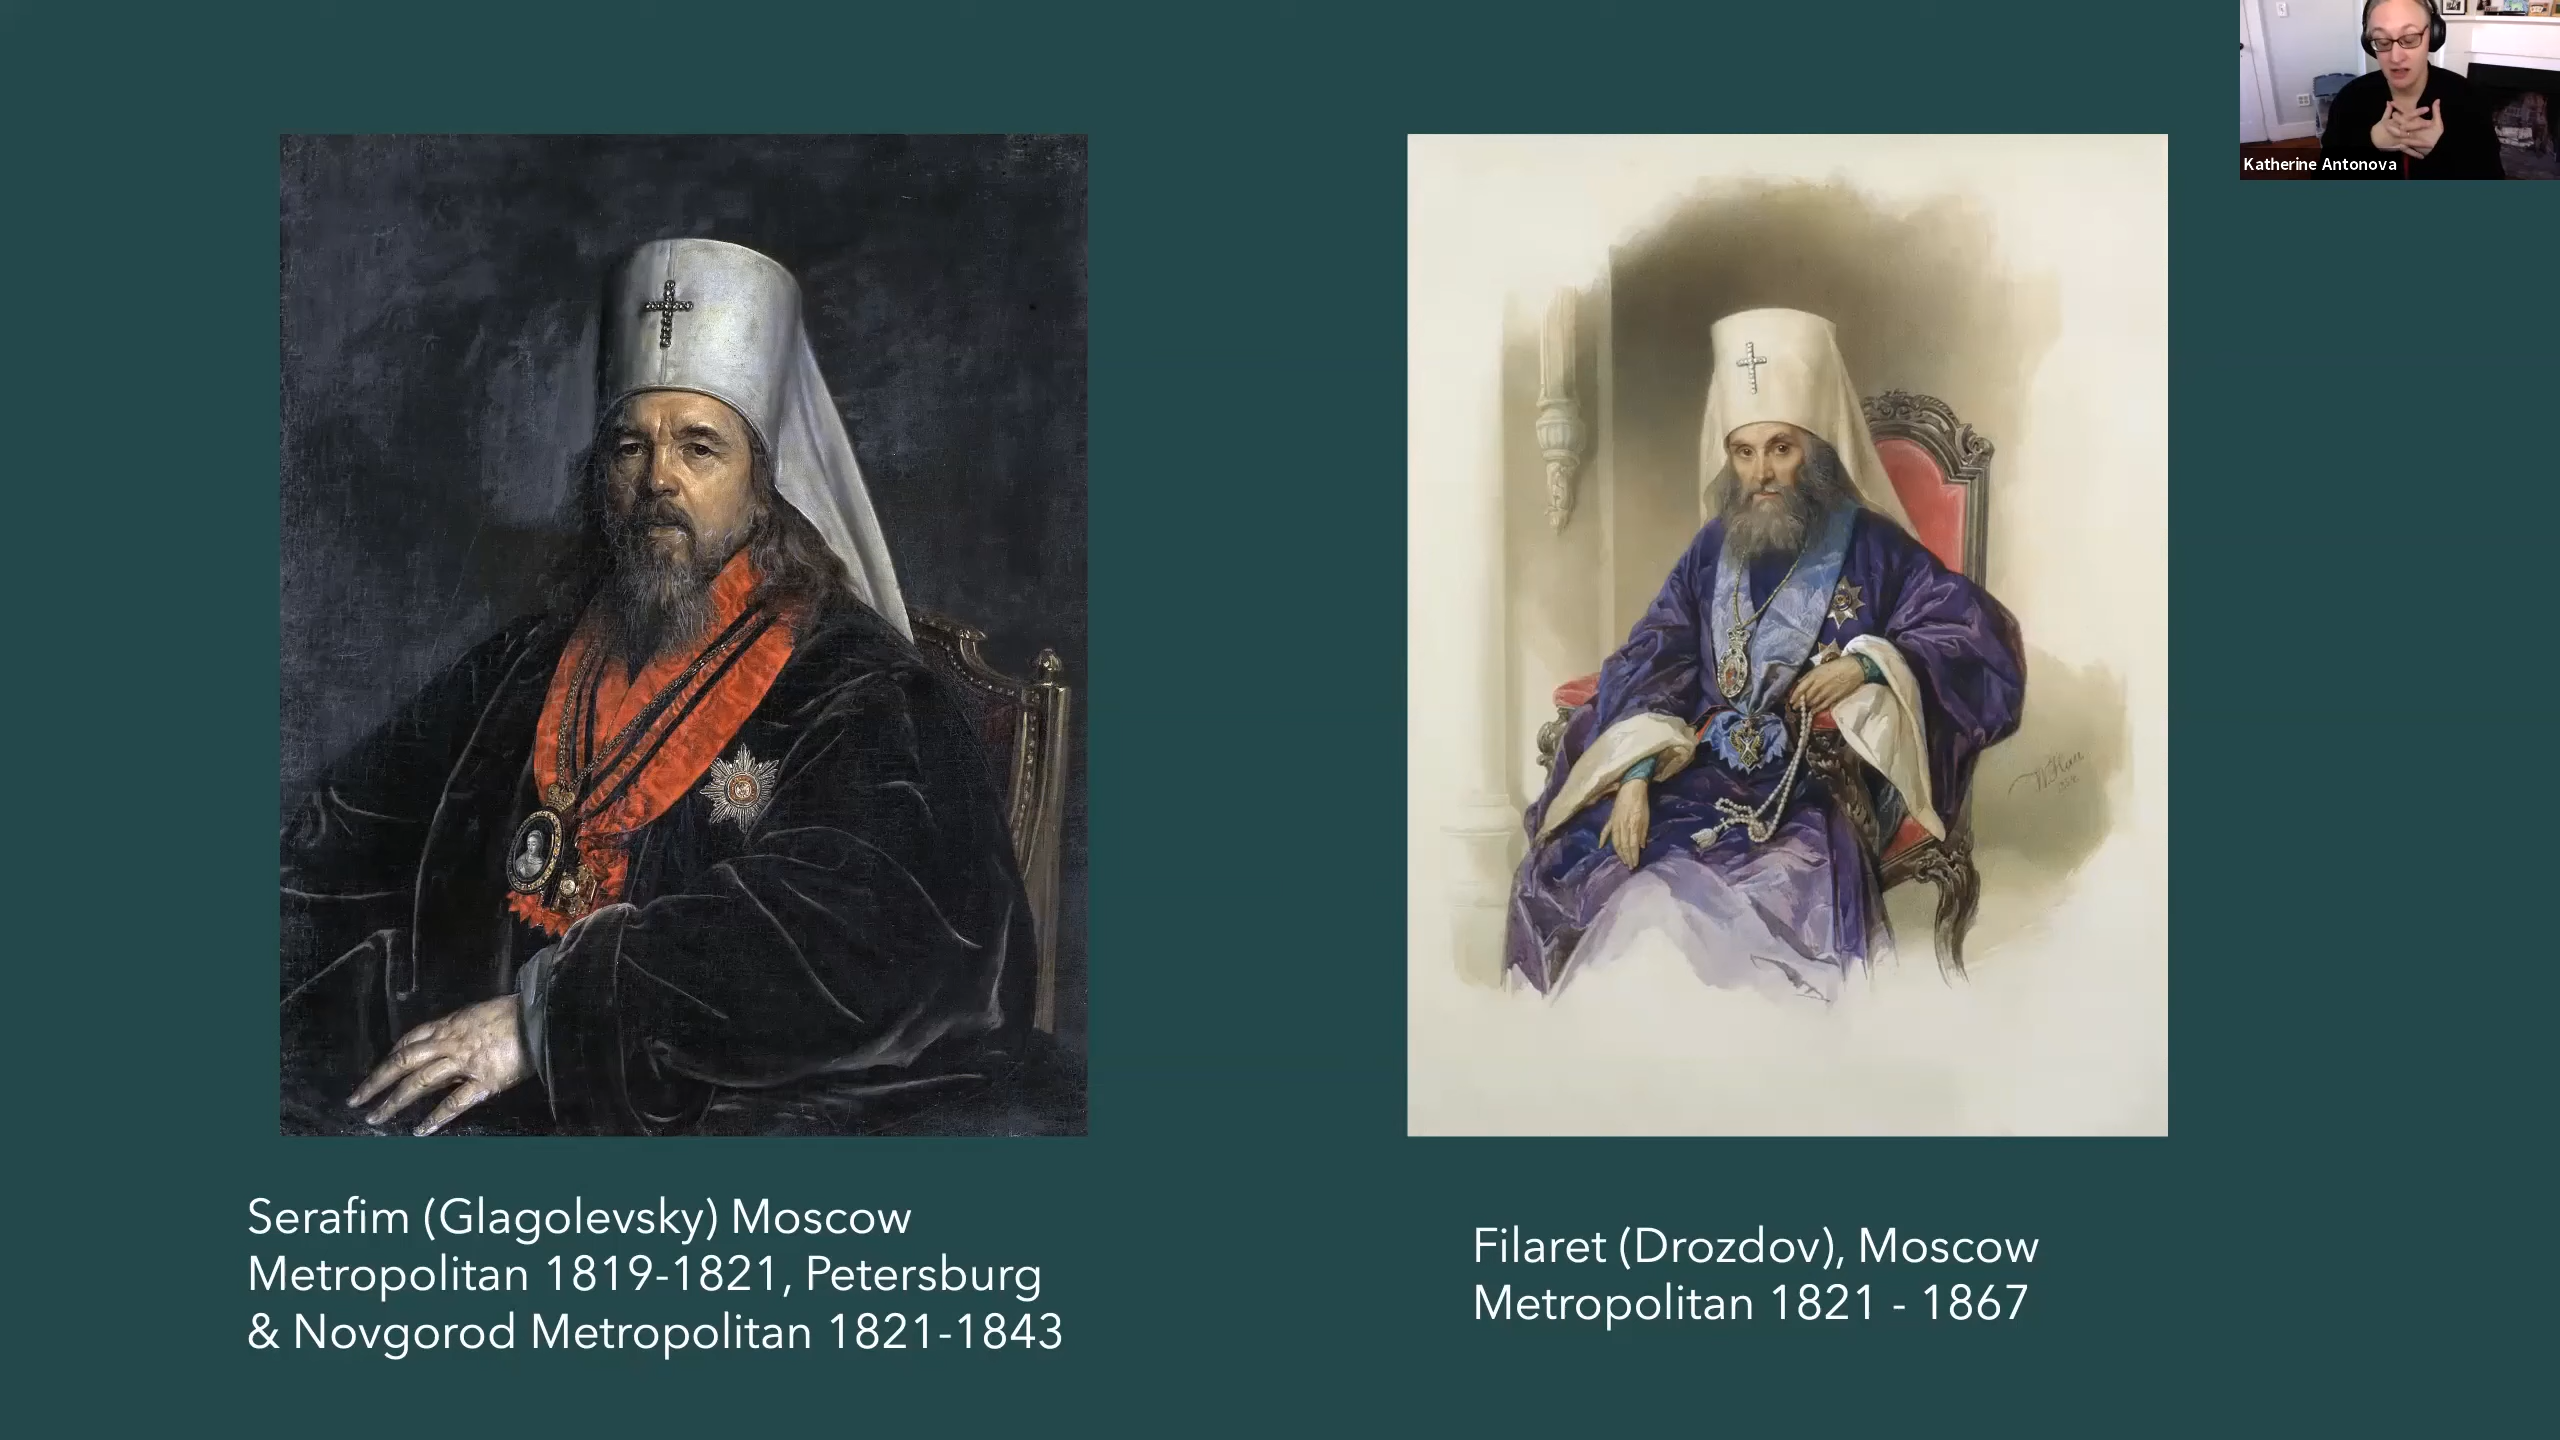 Katherine Antonova
Serafim (Glagolevsky) Moscow
Metropolitan 1819-1821, Petersburg
& Novgorod Metropolitan 1821-1843
Filaret (Drozdov), Moscow
Metropolitan 1821 - 1867